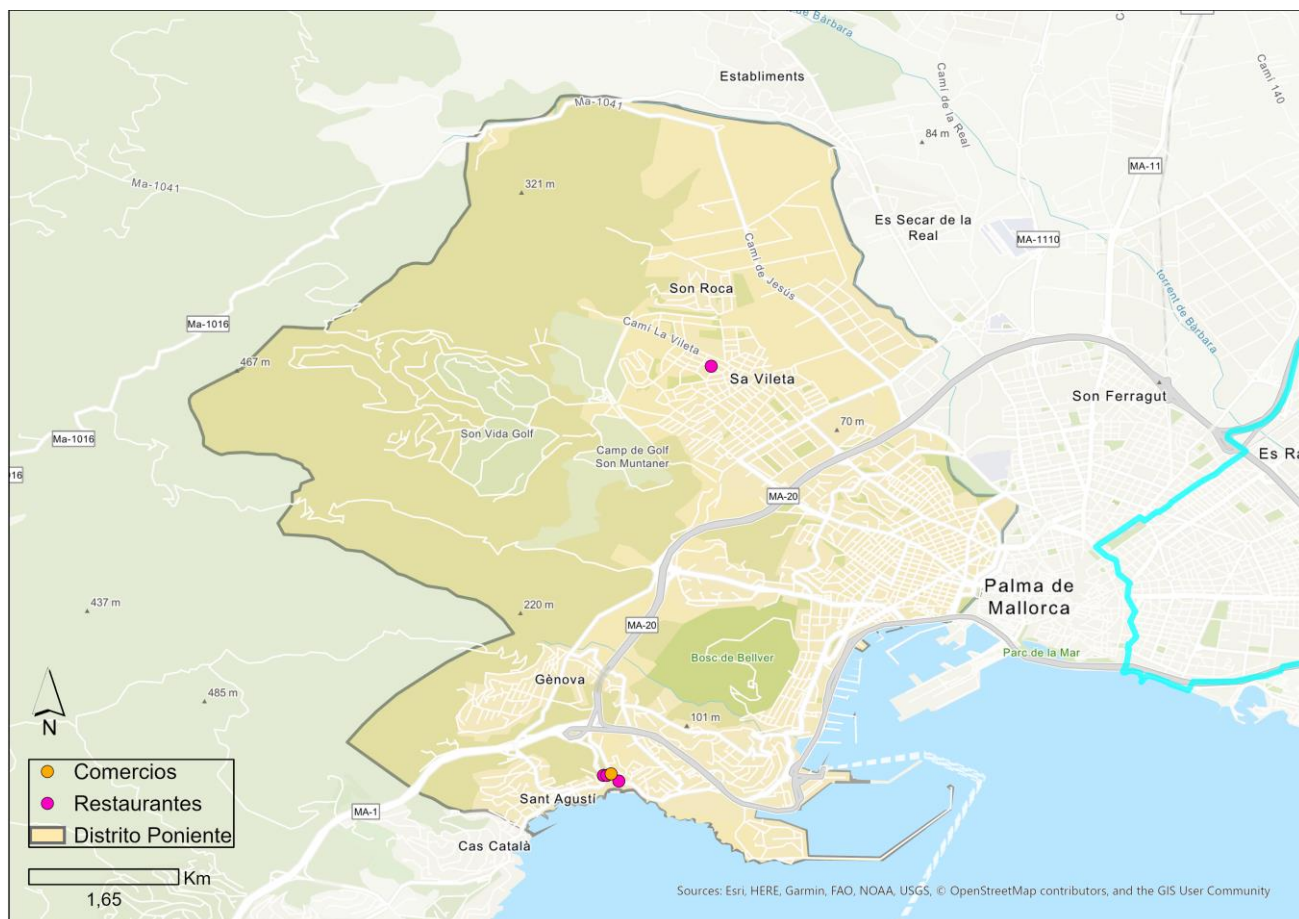 de Bàrbara
Establiments
Ma-1041
Camí de la Real
Camí 140
84 m
MA-11
Ma-1041
321 m
Es Secar de la
Real
MA-1110
Camí de Jesús
torrent de Bàrbara
Son Roca
Ma-1016
Camí La Vileta
467 m
Sa Vileta
Son Ferragut
Ma-1016
Son Vida Golf
70 m
Camp de Golf
Son Muntaner
Es Ra
016
MA-20
Palma de
Mallorca
437 m
220 m
MA-20
Bosc de Bellver
Parc de la Mar
Gènova
485 m
101 m
N
Comercios
Restaurantes
Sant Agustí
Distrito Poniente
MA-1
Cas Català
Km
1,65
Sources: Esri, HERE, Garmin, FAO, NOAA, USGS, © OpenStreetMap contributors, and the GIS User Community